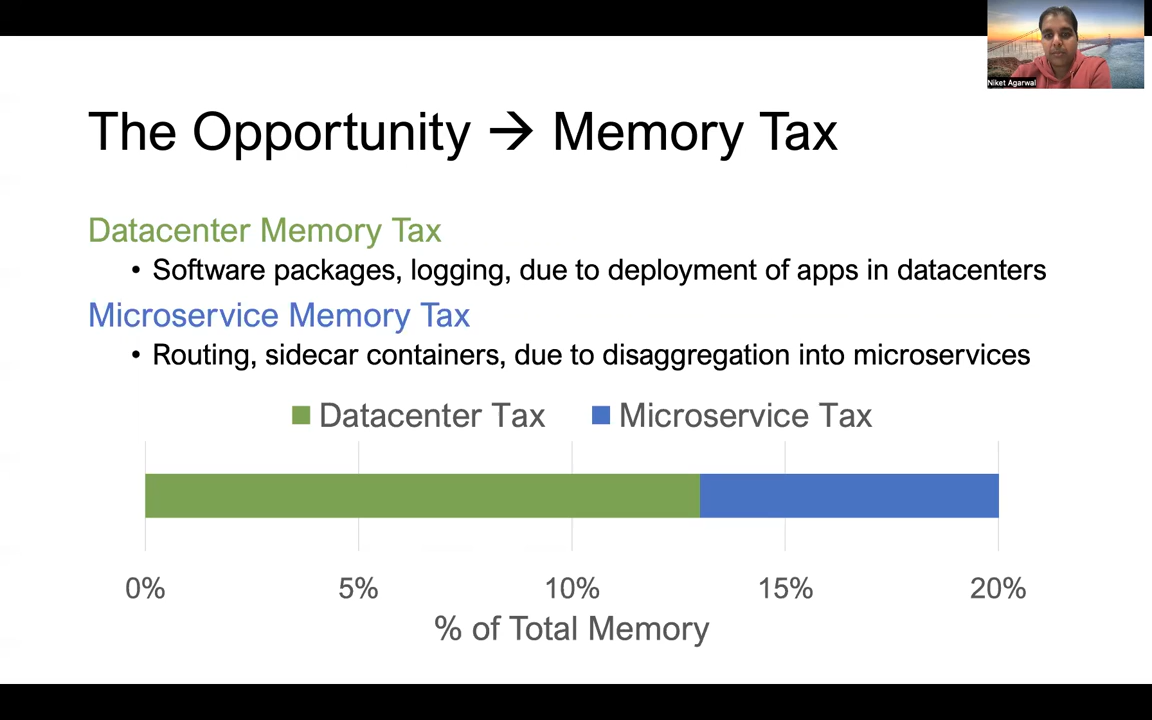 Niket Agarwal
The Opportunity → Memory Tax
Datacenter Memory Tax
• Software packages, logging, due to deployment of apps in datacenters
Microservice Memory Tax
• Routing, sidecar containers, due to disaggregation into microservices
Datacenter Tax Microservice Tax
0% 5% 10% 15% 20%
% of Total Memory